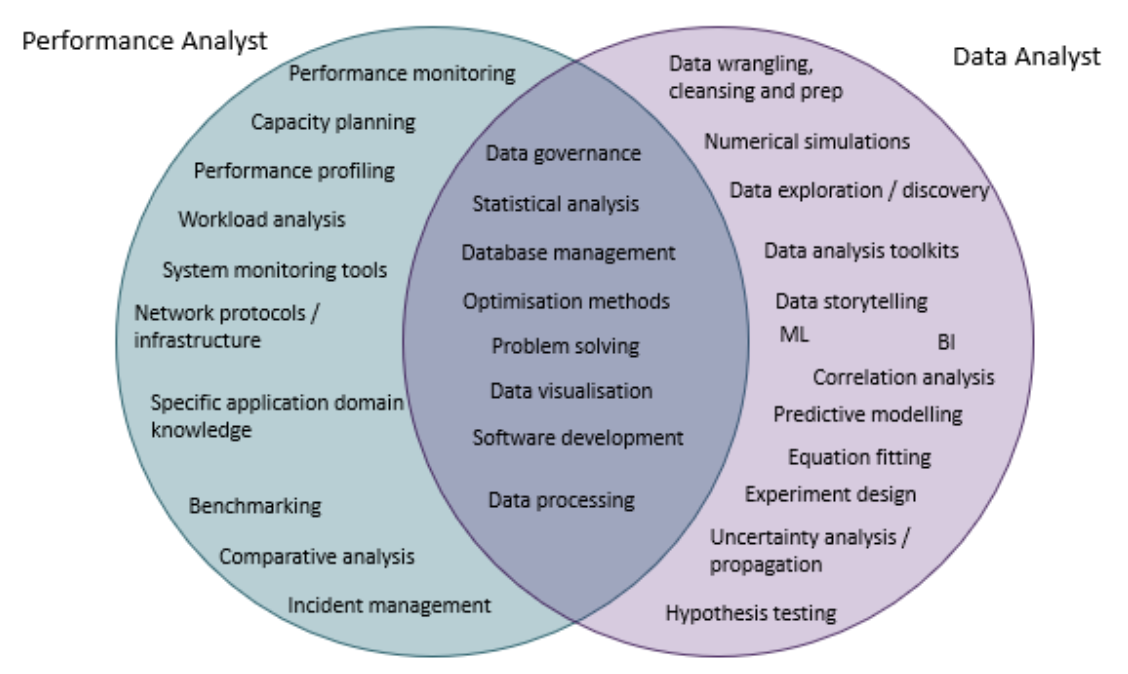 Performance Analyst
Data Analyst
Performance monitoring
Capacity planning
Performance profiling
Workload analysis
System monitoring tools
Network protocols /
infrastructure
Specific application domain
knowledge
Benchmarking
Comparative analysis
Incident management
Data governance
Statistical analysis
Database management
Optimisation methods
Problem solving
Data visualisation
Software development
Data processing
Data wrangling,
cleansing and prep
Numerical simulations
Data exploration / discovery
Data analysis toolkits
Data storytelling
ML
BI
Correlation analysis
Predictive modelling
Equation fitting
Experiment design
Uncertainty analysis /
propagation
Hypothesis testing